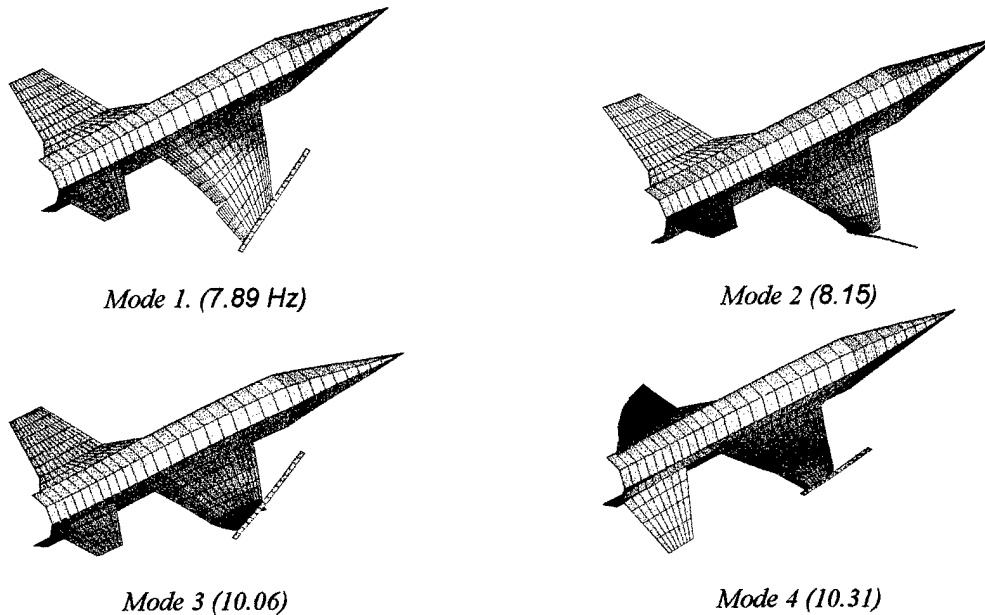 Mode 1. (7.89 Hz)
Mode 2 (8.15)
Mode 3 (10.06)
Mode 4 (10.31)